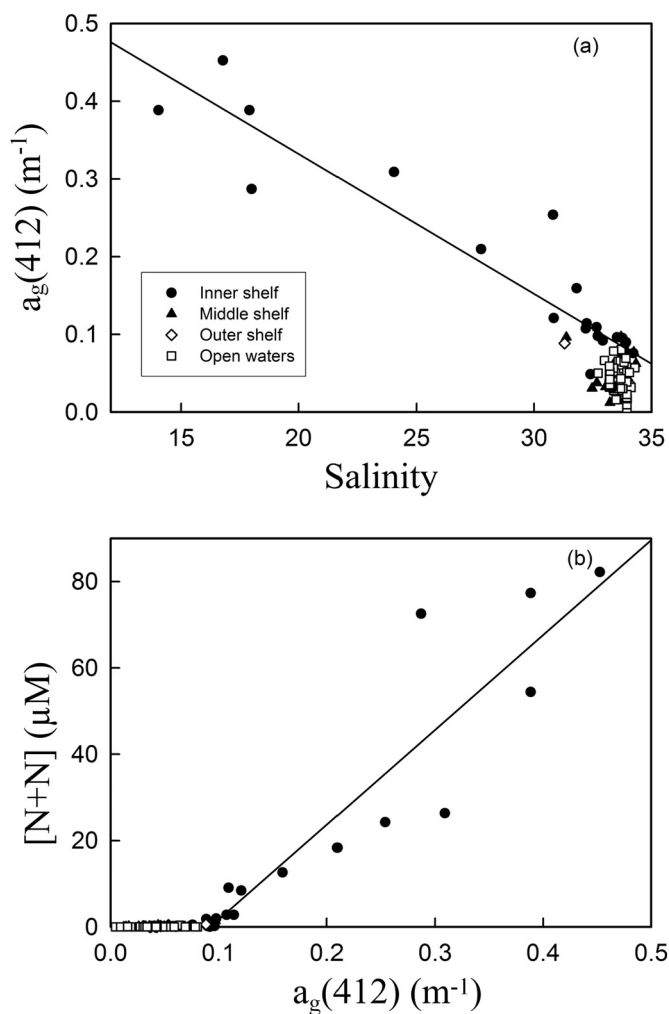 (a)
0.5
0.4
0.3
0.2
0.1
0.0
a_g(412) (m^-1)
Inner shelf
Middle shelf
Outer shelf
Open waters
15 20 25 30 35
Salinity
(b)
80
60
40
20
0
[N+N] (μM)
0.0 0.1 0.2 0.3 0.4 0.5
a_g(412) (m^-1)